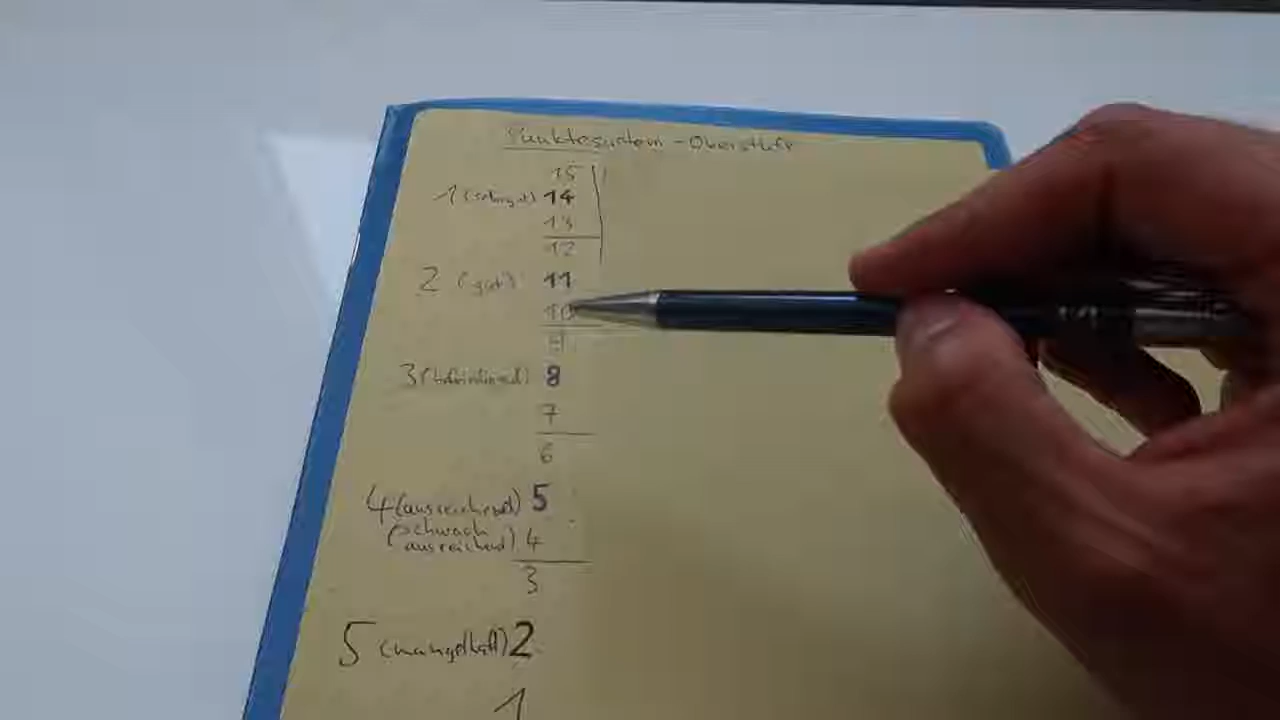 Punktesystem - Oberstufe
15
1 (sehr gut) 14
13
12
2 (gut) 11
10
9
3 (befriedigend) 8
7
6
4 (ausreichend) 5
(schwach
ausreichend) 4
3
5 (mangelhaft) 2
1